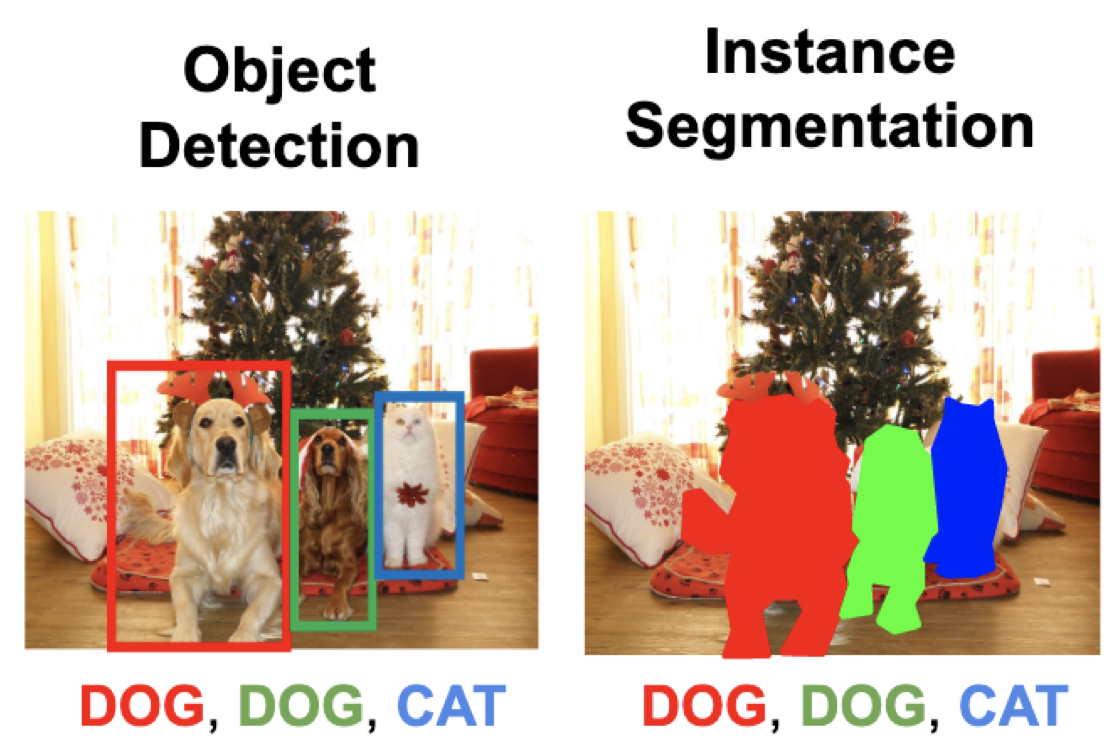 Object
Detection
Instance
Segmentation
DOG, DOG, CAT
DOG, DOG, CAT